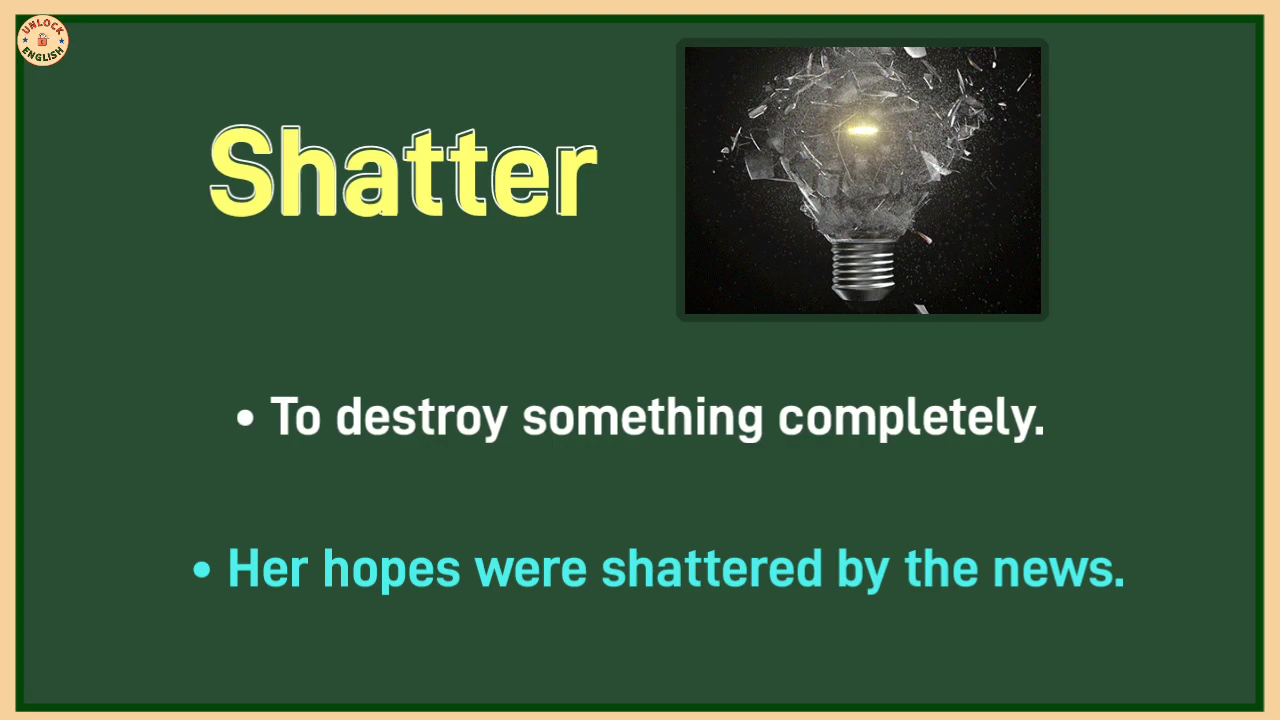 UNLOCK
ENGLISH
Shatter
• To destroy something completely.
• Her hopes were shattered by the news.